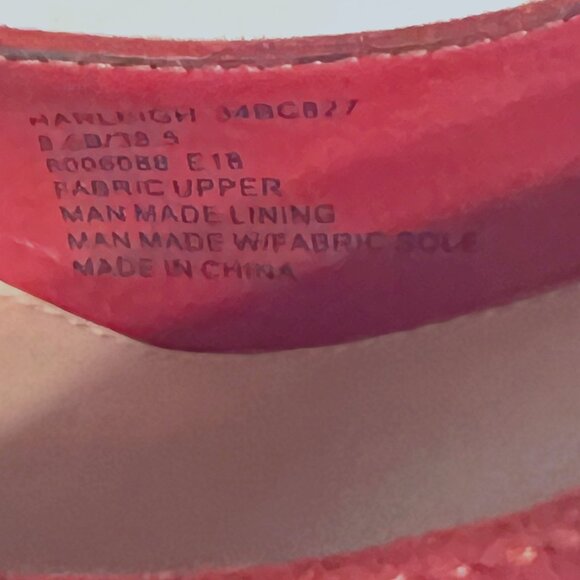 HARLEIGH 34BCB27
8.5B/38.5
R006088 E18
FABRIC UPPER
MAN MADE LINING
MAN MADE W/FABRIC SOLE
MADE IN CHINA